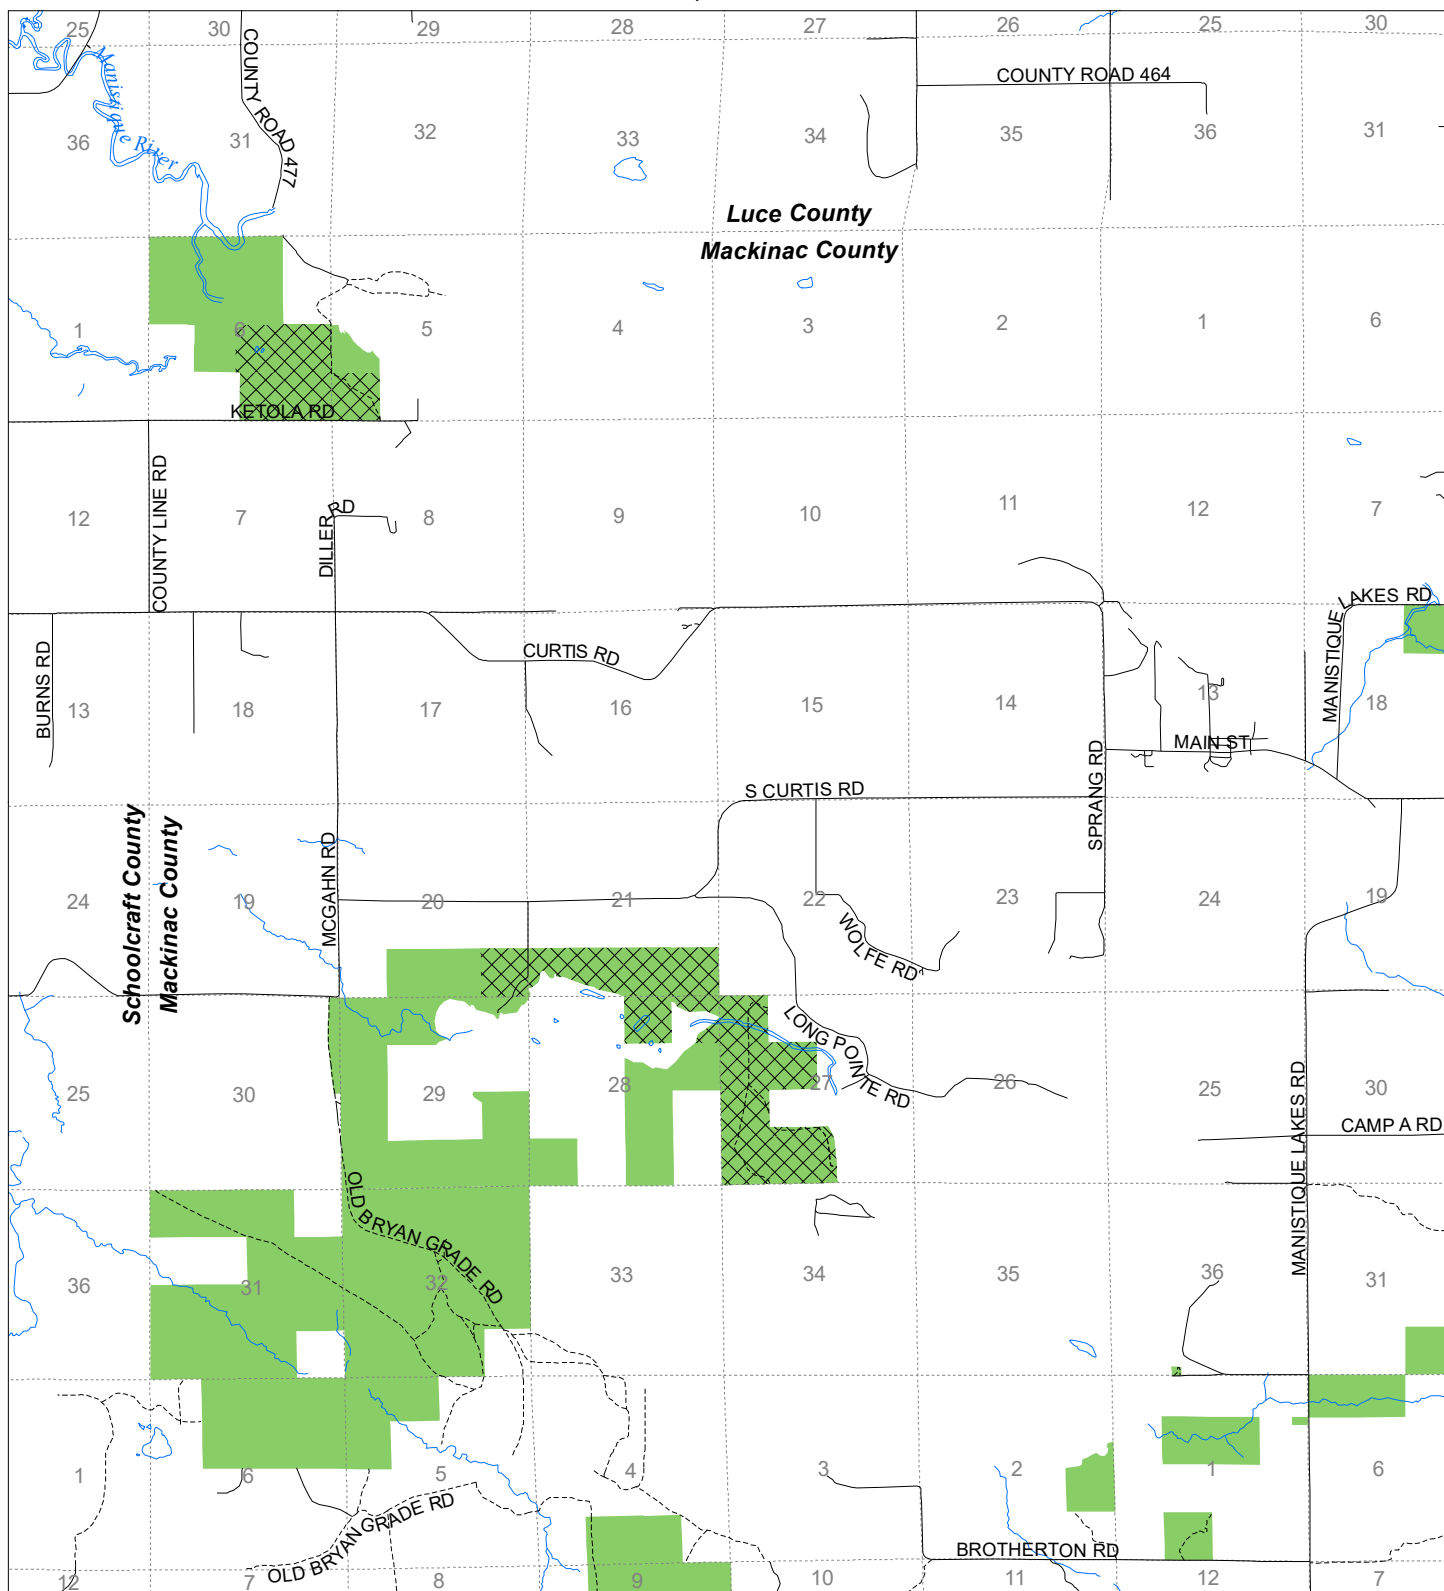 25 30 29 28 27 26 25 30
COUNTY ROAD 477
COUNTY ROAD 464
Manistique River
36 31 32 33 34 35 36 31
Luce County
Mackinac County
1 6 5 4 3 2 1 6
KETOLA RD
COUNTY LINE RD
DILLER RD
RD
12 7 8 9 10 11 12 7
MANISTIQUE LAKES RD
BURNS RD
CURTIS RD
13 18 17 16 15 14 13 18
MAIN ST
SPRANG RD
S CURTIS RD
Schoolcraft County
Mackinac County
MCGAHN RD
24 19 20 21 22 23 24 19
WOLFE RD
LONG POINTE RD
25 30 29 28 27 26 25 30
MANISTIQUE LAKES RD
CAMP A RD
OLD BRYAN GRADE RD
36 31 32 33 34 35 36 31
1 6 5 4 3 2 1 6
OLD BRYAN GRADE RD
BROTHERTON RD
12 7 8 9 10 11 12 7